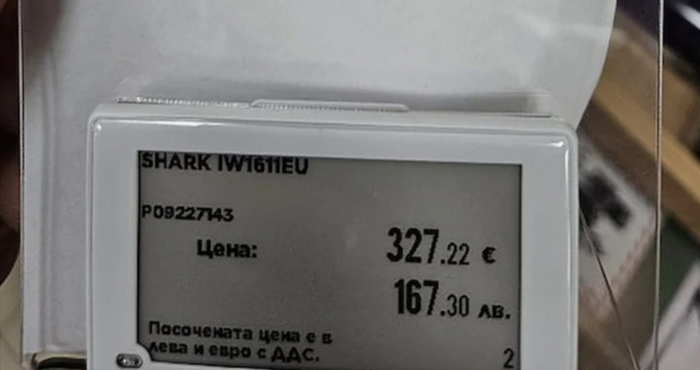 SHARK IW1611EU
P09227143
Цена: 327.22 €
167.30 лв.
Посочената цена е в
лева и евро с ДДС. 2